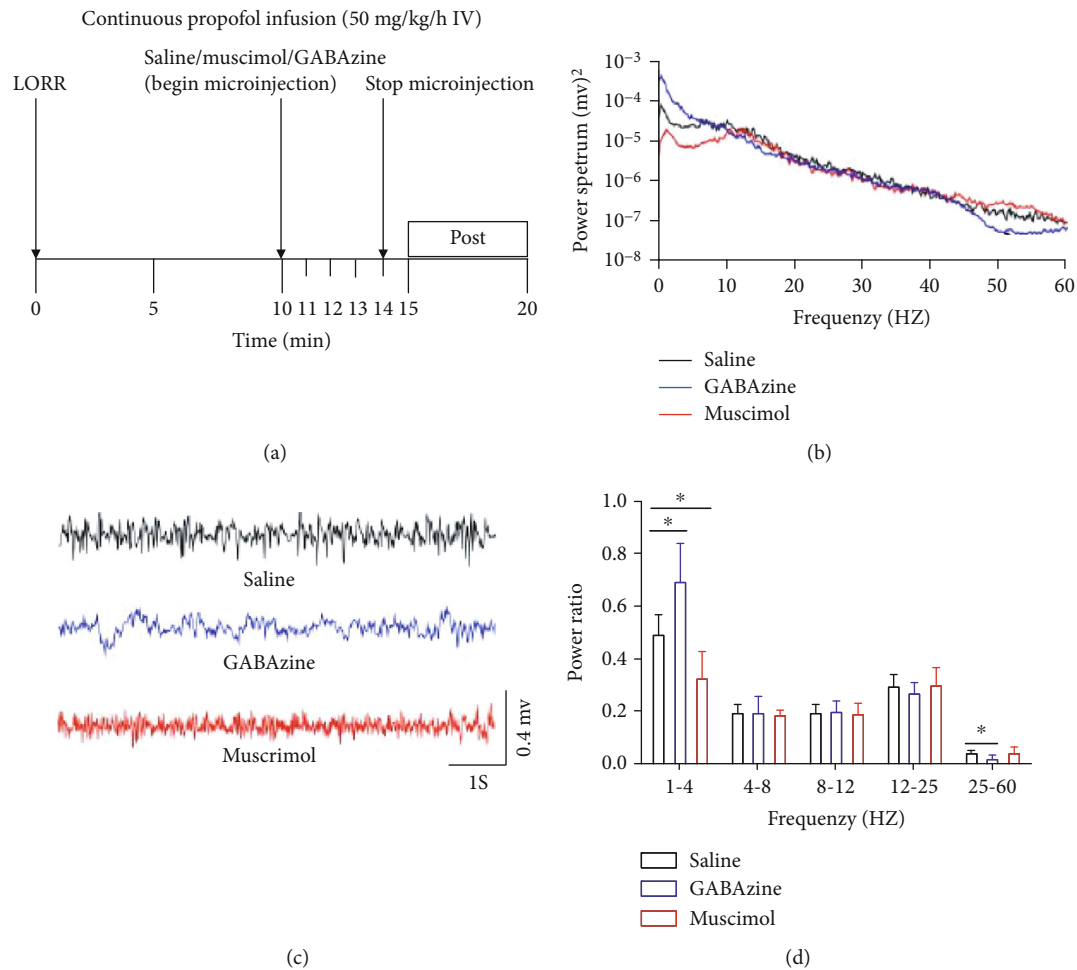 (a)
Continuous propofol infusion (50 mg/kg/h IV)
Saline/muscimol/GABAzine
LORR
(begin microinjection)
Stop microinjection
Post
0
5
10
11
12
13
14
15
20
Time (min)
(a)
10−3
10−4
10−5
10−6
10−7
10−8
Power spetrum (mv)2
0
10
20
30
40
50
60
Frequenzy (HZ)
Saline
GABAzine
Muscimol
(b)
Saline
GABAzine
Muscrimol
0.4 mv
1S
(c)
1.0
0.8
0.6
0.4
0.2
0.0
Power ratio
*
*
*
1-4
4-8
8-12
12-25
25-60
Frequenzy (HZ)
Saline
GABAzine
Muscimol
(d)